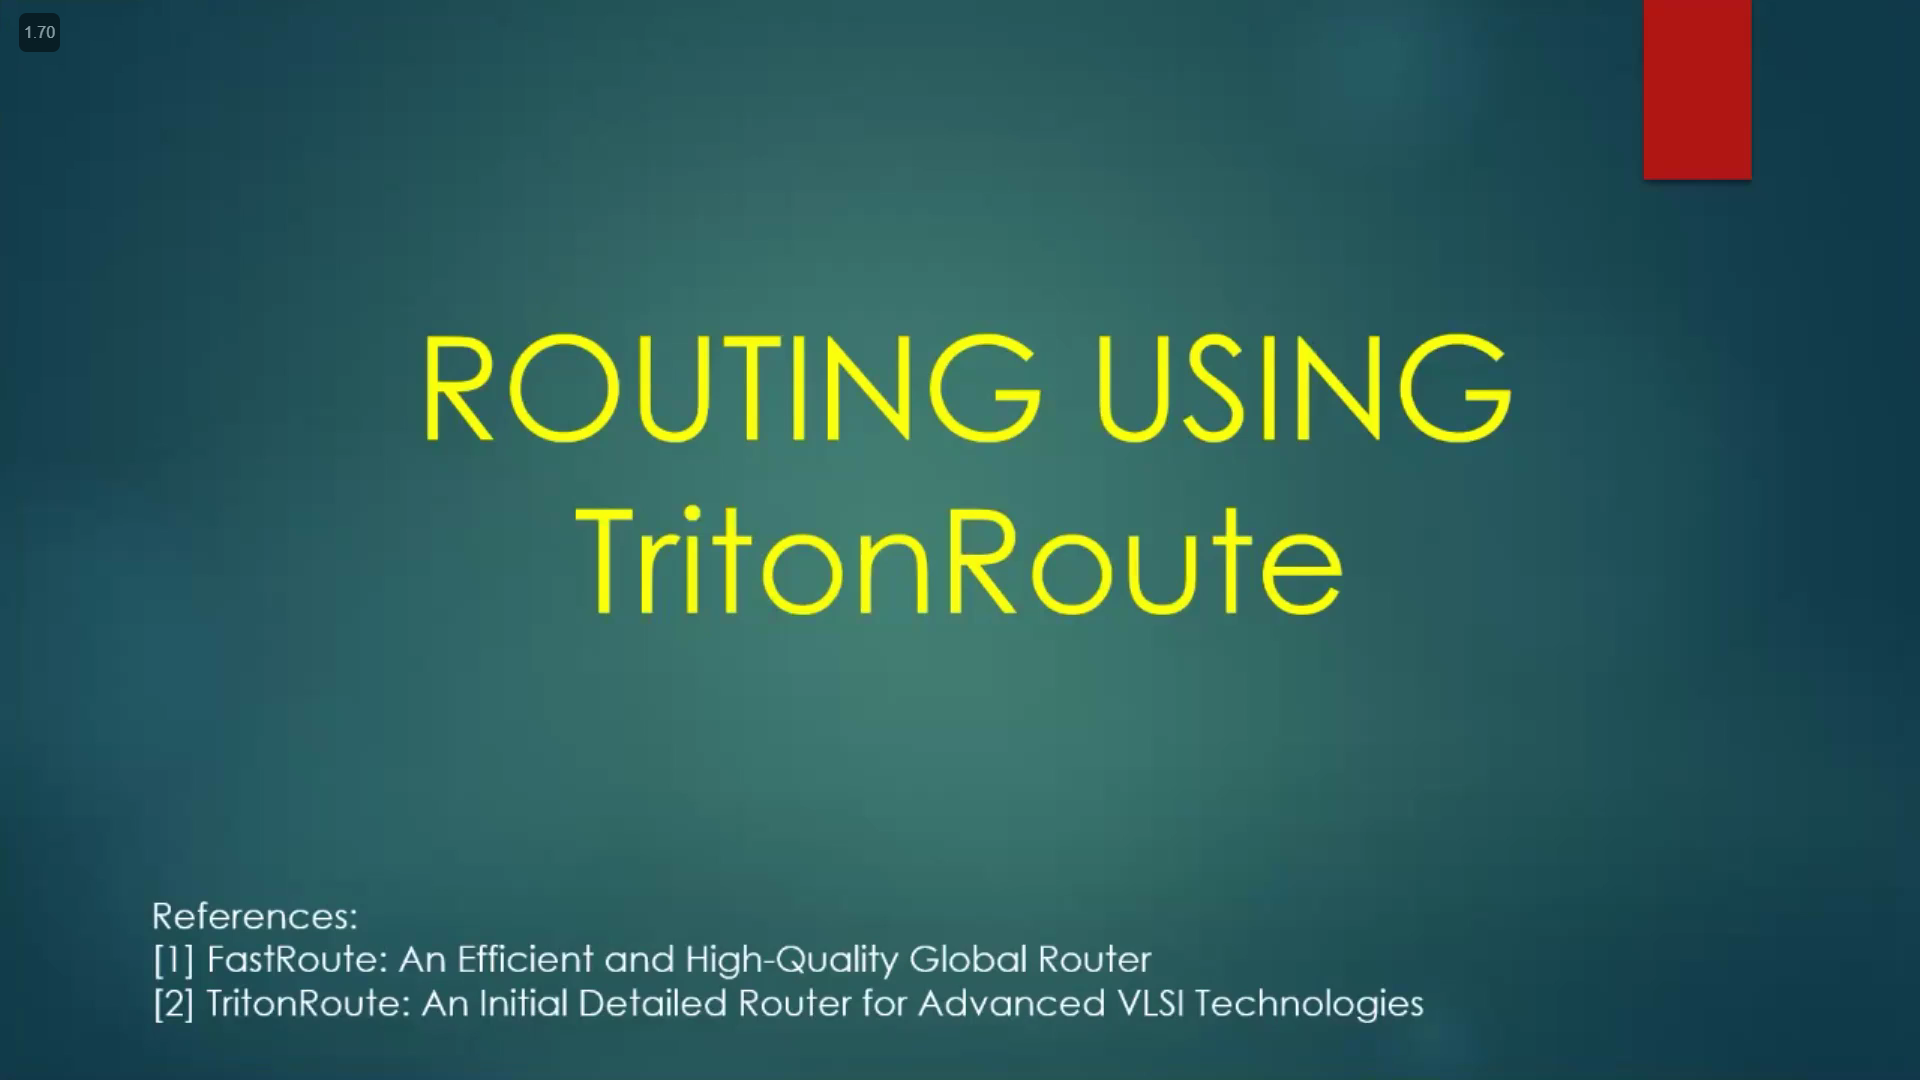 1.70
ROUTING USING
TritonRoute
References:
[1] FastRoute: An Efficient and High-Quality Global Router
[2] TritonRoute: An Initial Detailed Router for Advanced VLSI Technologies